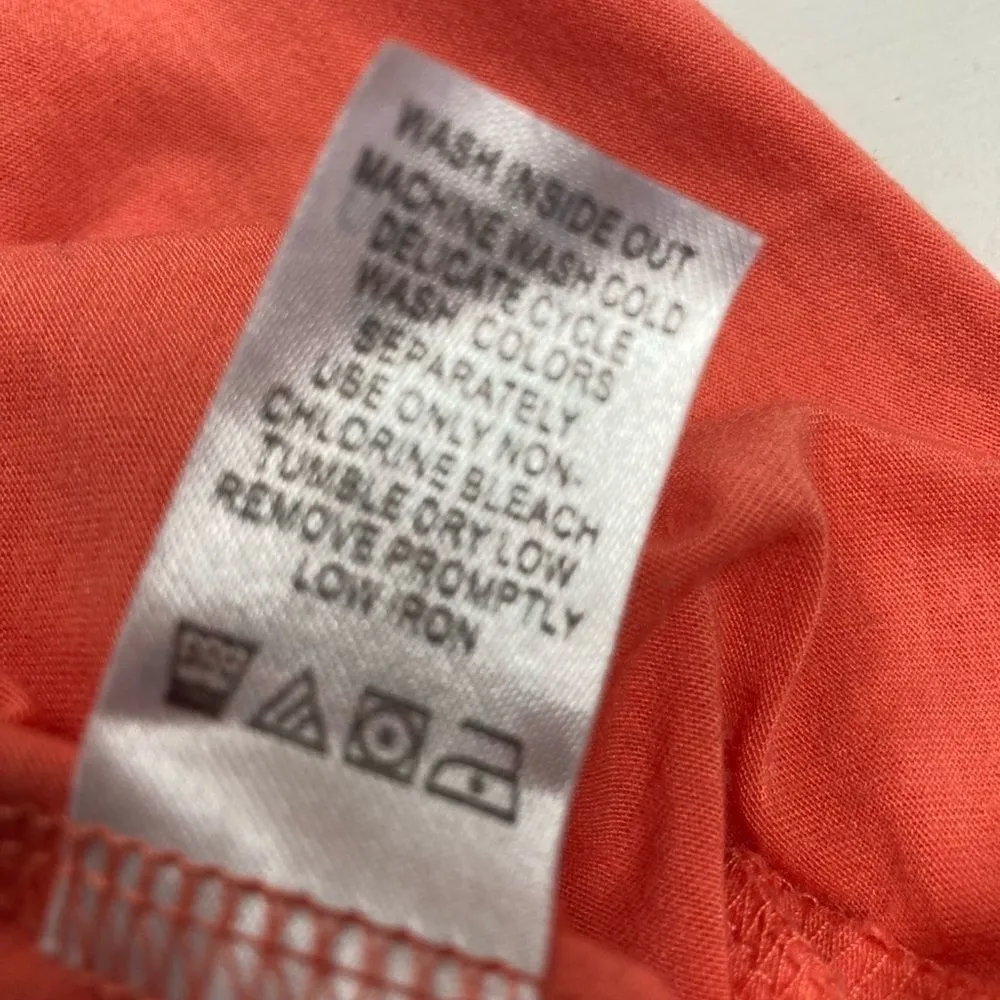 WASH INSIDE OUT
MACHINE WASH COLD
DELICATE CYCLE
WASH COLORS
SEPARATELY
USE ONLY NON-
CHLORINE BLEACH
TUMBLE DRY LOW
REMOVE PROMPTLY
LOW IRON